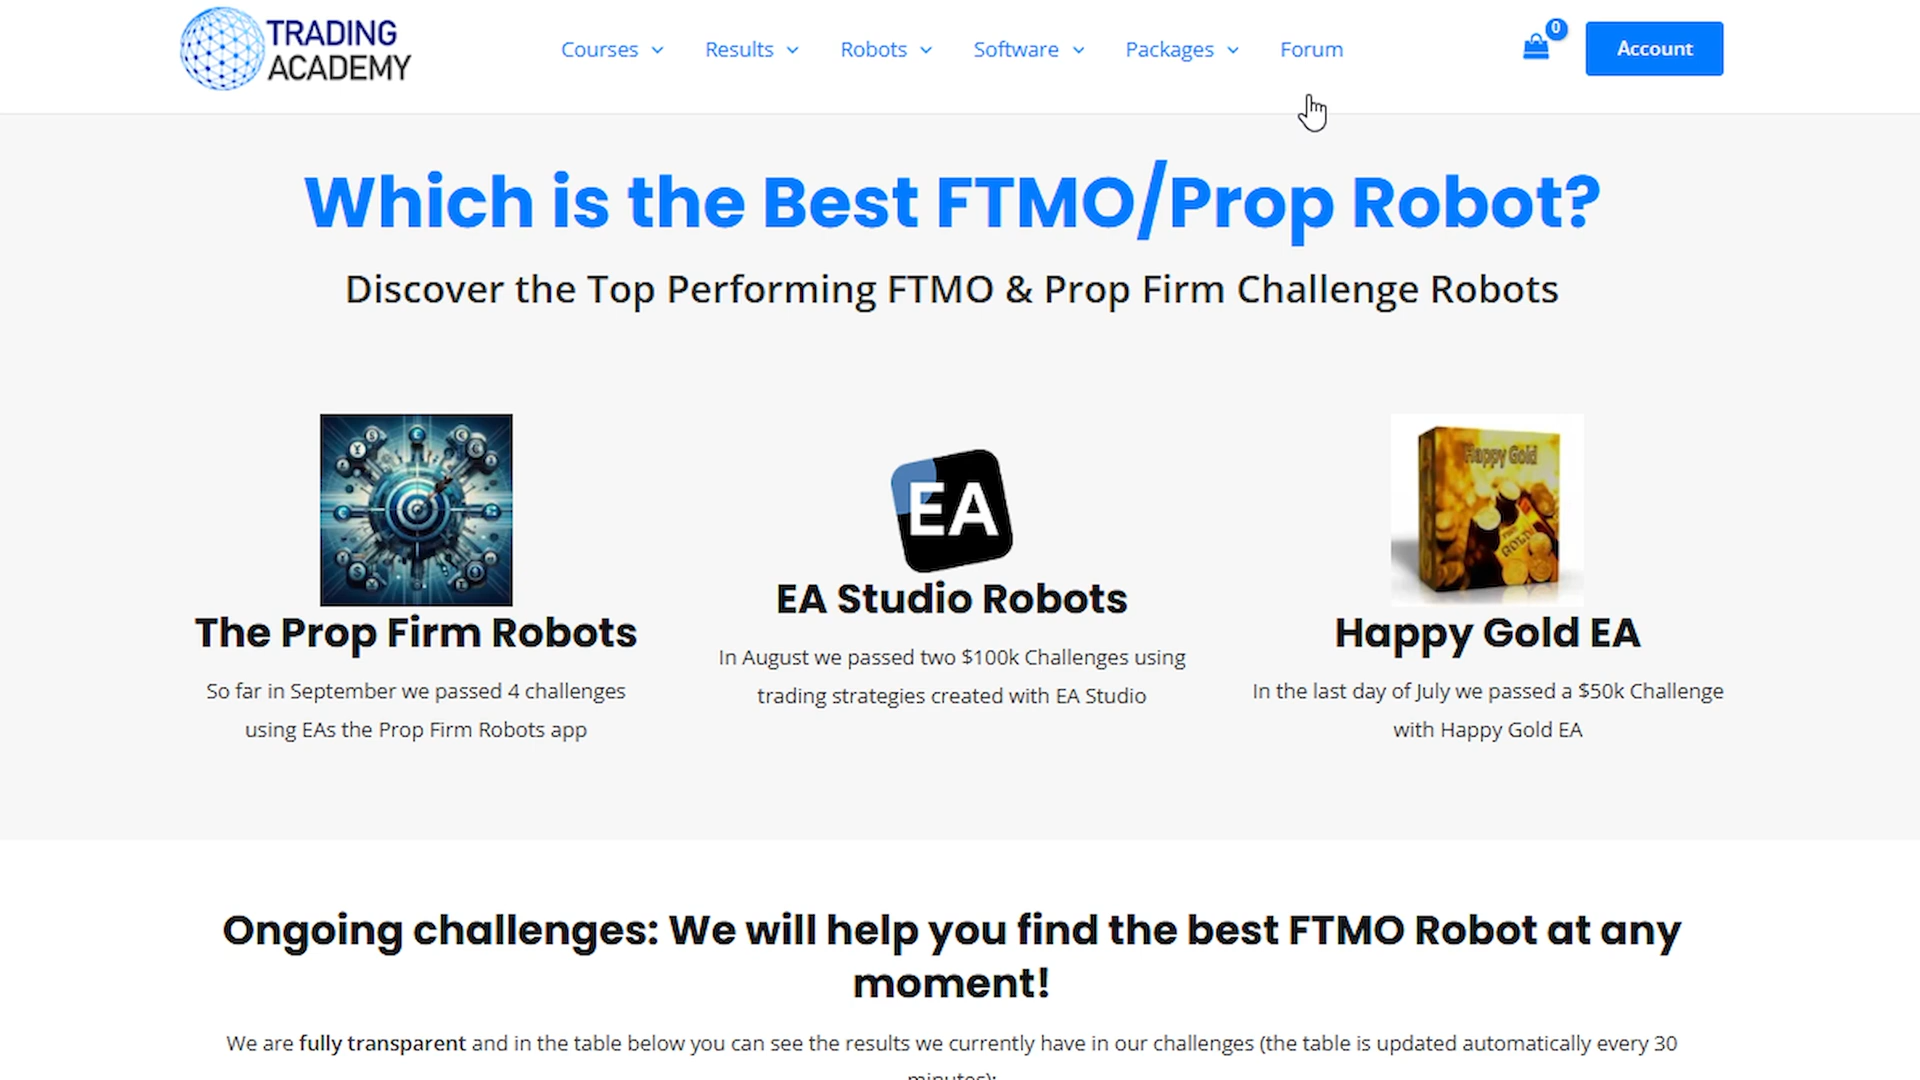 TRADING
ACADEMY
Courses
Results
Robots
Software
Packages
Forum
0
Account
Which is the Best FTMO/Prop Robot?
Discover the Top Performing FTMO & Prop Firm Challenge Robots
EA
Happy Gold
GOLD
The Prop Firm Robots
So far in September we passed 4 challenges
using EAs the Prop Firm Robots app
EA Studio Robots
In August we passed two $100k Challenges using
trading strategies created with EA Studio
Happy Gold EA
In the last day of July we passed a $50k Challenge
with Happy Gold EA
Ongoing challenges: We will help you find the best FTMO Robot at any
moment!
We are fully transparent and in the table below you can see the results we currently have in our challenges (the table is updated automatically every 30
minutes):